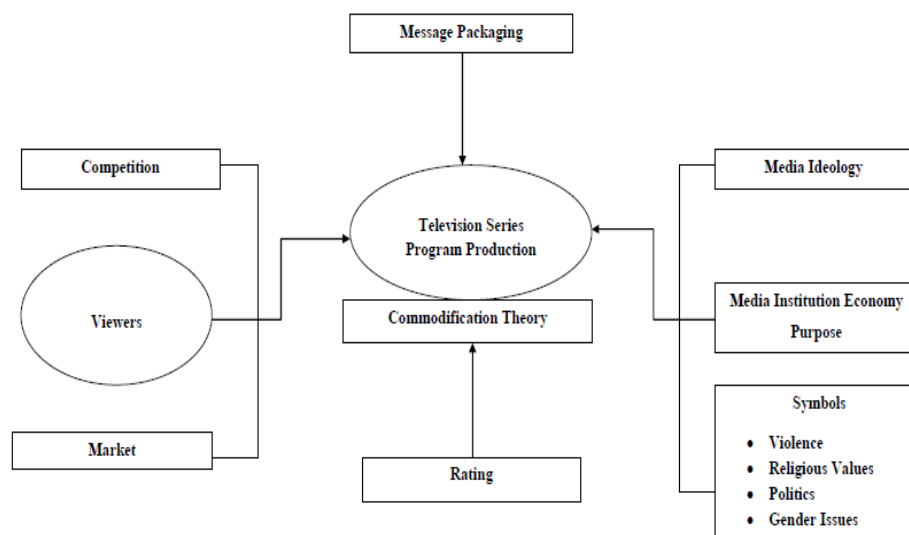 Message Packaging
Competition
Media Ideology
Television Series
Program Production
Viewers
Commodification Theory
Media Institution Economy
Purpose
Market
Rating
Symbols
• Violence
• Religious Values
• Politics
• Gender Issues